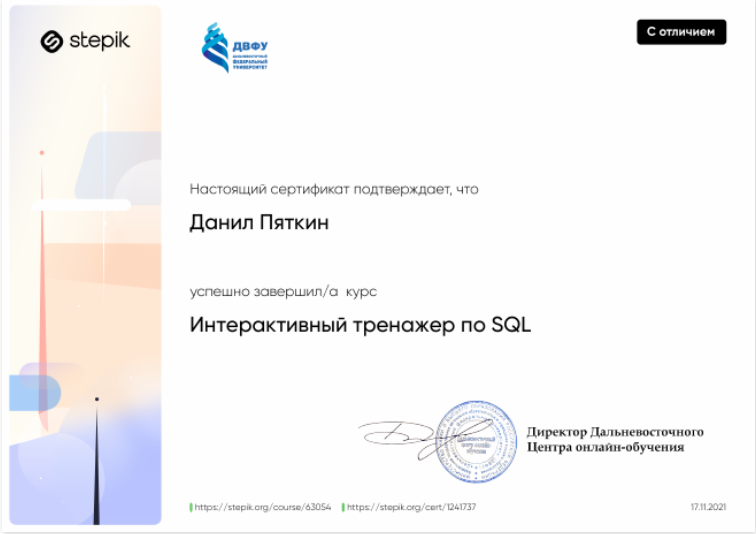 stepik
ДВФУ
ДАЛЬНЕВОСТОЧНЫЙ
ФЕДЕРАЛЬНЫЙ
УНИВЕРСИТЕТ
С отличием
Настоящий сертификат подтверждает, что
Данил Пяткин
успешно завершил/а курс
Интерактивный тренажер по SQL
Директор Дальневосточного
Центра онлайн-обучения
https://stepik.org/course/63054
https://stepik.org/cert/1241737
17.11.2021